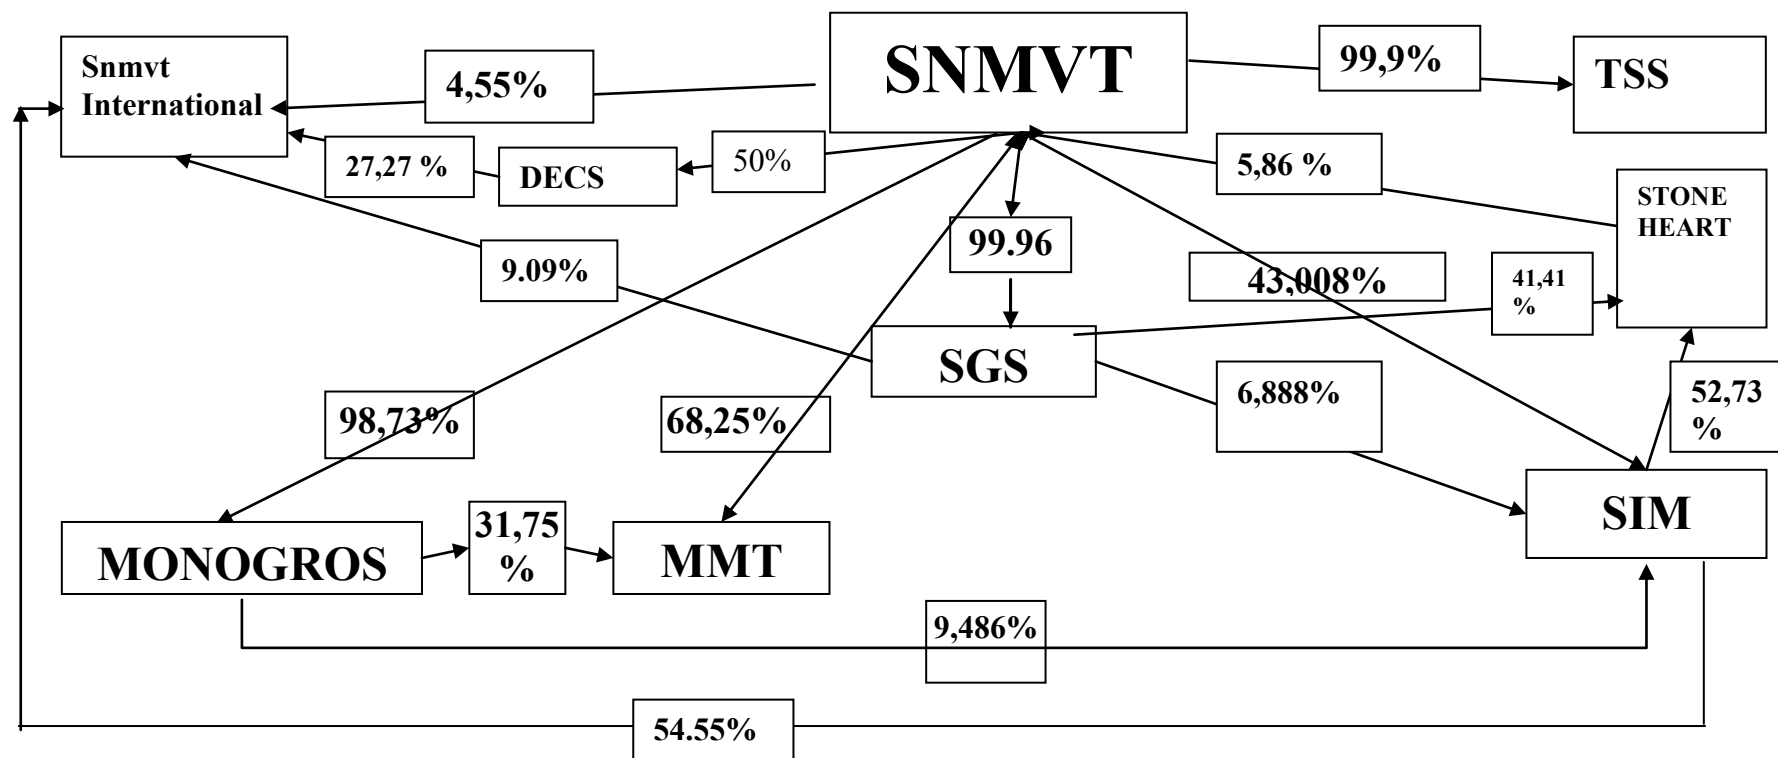 SNMVT
Snmvt
International
4,55%
99,9%
TSS
27,27 %
DECS
50%
5,86 %
STONE
HEART
9.09%
99.96
43,008%
41,41
%
SGS
98,73%
68,25%
6,888%
52,73
%
MONOGROS
31,75
%
MMT
SIM
9,486%
54.55%